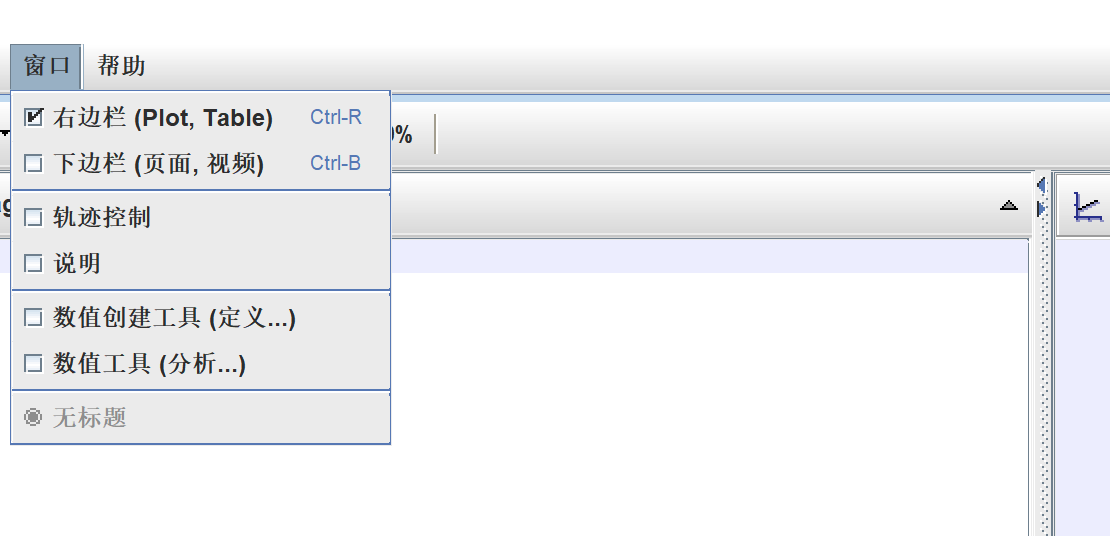 窗口 帮助
右边栏 (Plot, Table) Ctrl-R
下边栏 (页面, 视频) Ctrl-B
轨迹控制
说明
数值创建工具 (定义...)
数值工具 (分析...)
无标题